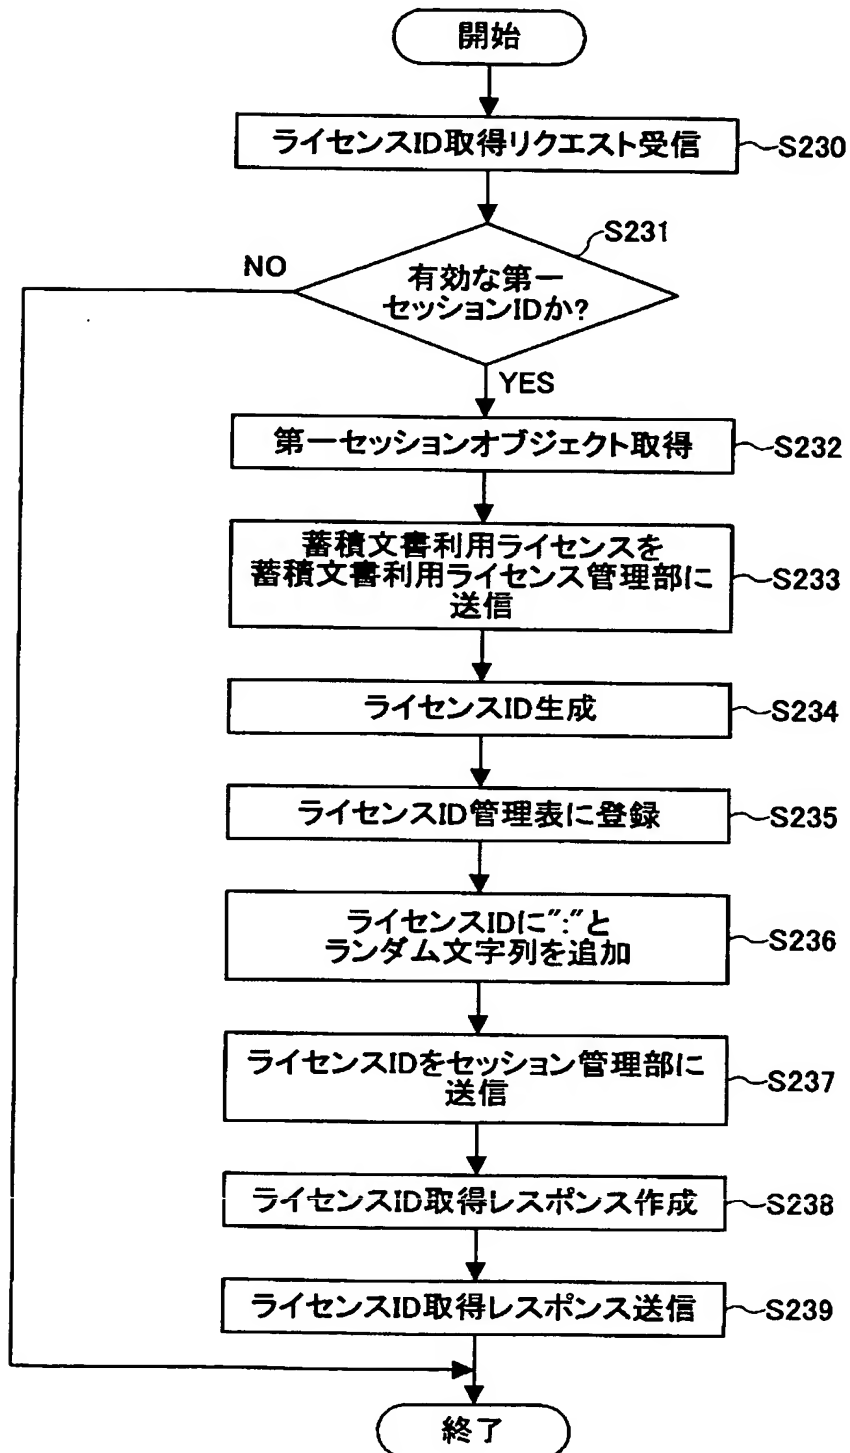 開始
ライセンスID取得リクエスト受信
S230
S231
NO
有効な第一
セッションIDか?
YES
第一セッションオブジェクト取得
S232
蓄積文書利用ライセンスを
蓄積文書利用ライセンス管理部に
送信
S233
ライセンスID生成
S234
ライセンスID管理表に登録
S235
ライセンスIDに":"と
ランダム文字列を追加
S236
ライセンスIDをセッション管理部に
送信
S237
ライセンスID取得レスポンス作成
S238
ライセンスID取得レスポンス送信
S239
終了